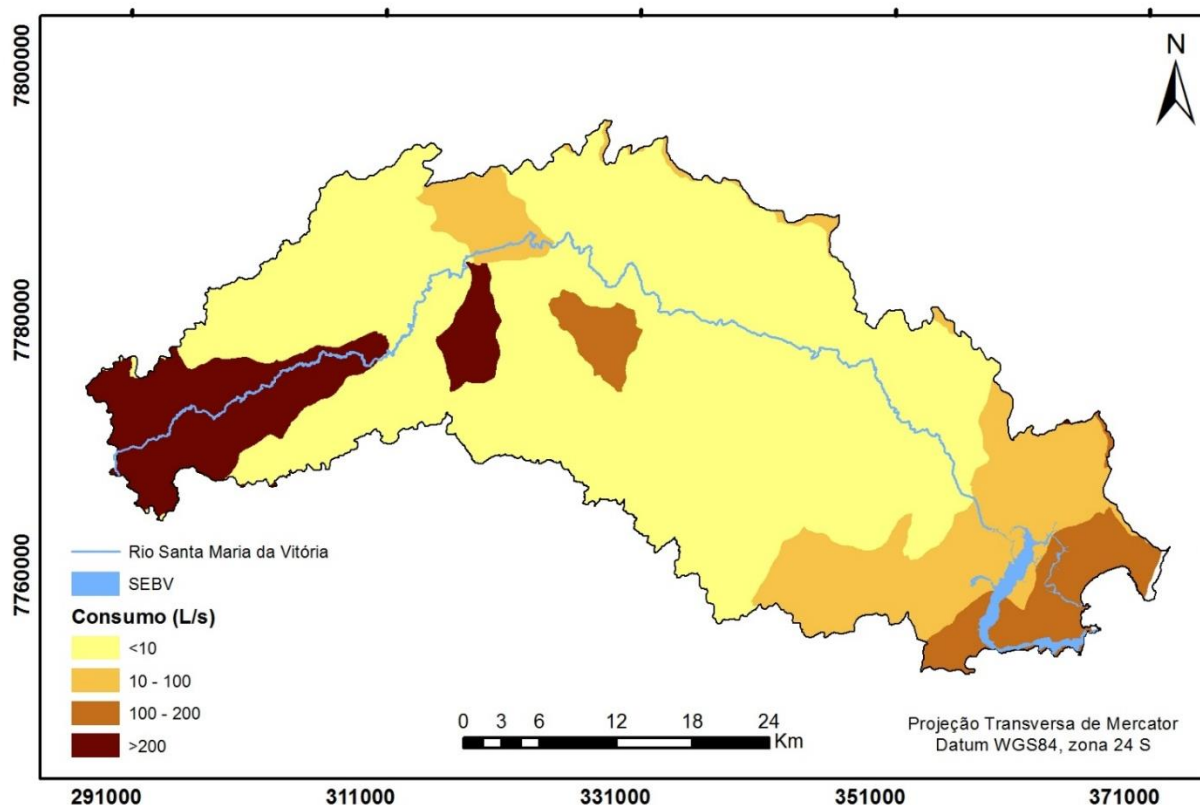 7800000
7780000
7760000
N
Rio Santa Maria da Vitória
SEBV
Consumo (L/s)
<10
10 - 100
100 - 200
>200
0 3 6 12 18 24
Km
Projeção Transversa de Mercator
Datum WGS84, zona 24 S
291000 311000 331000 351000 371000